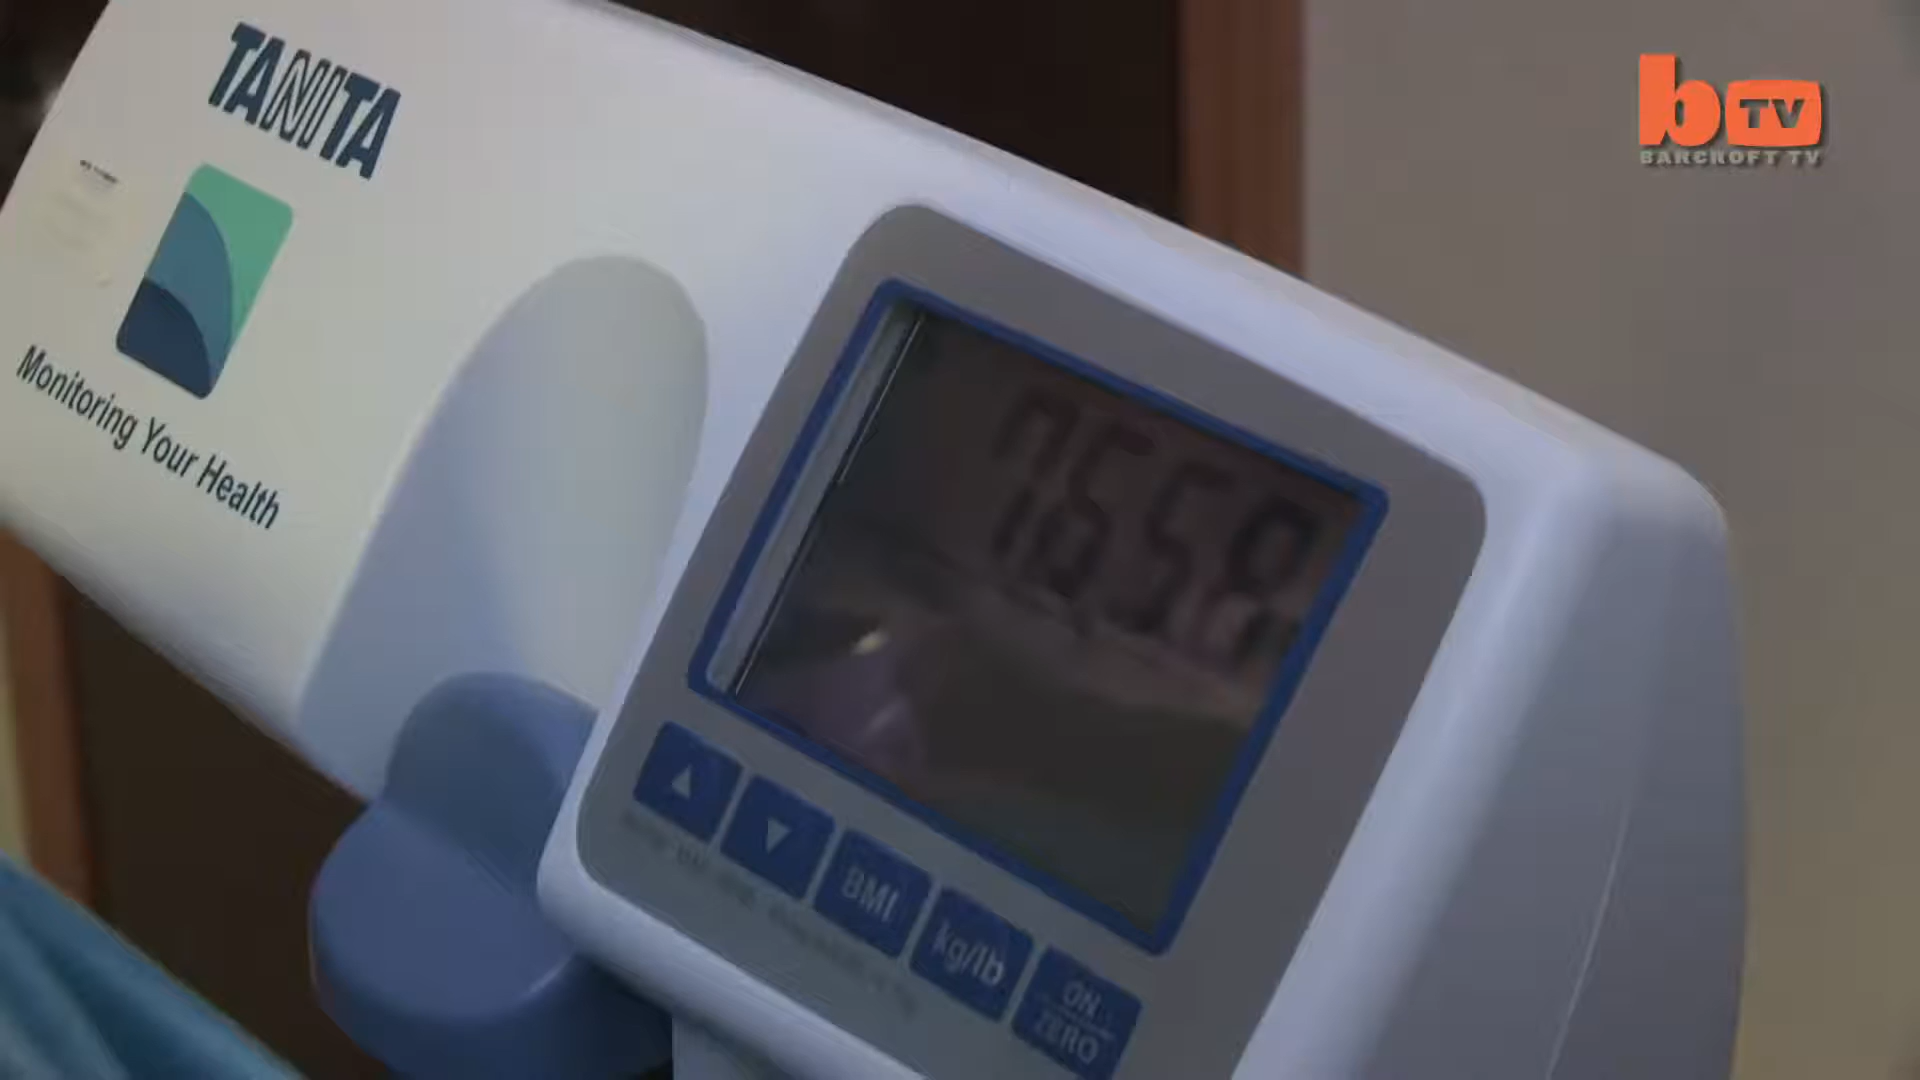 TANITA
Monitoring Your Health
b TV
BARCROFT TV
7658
BMI
kg/lb
ON
ZERO